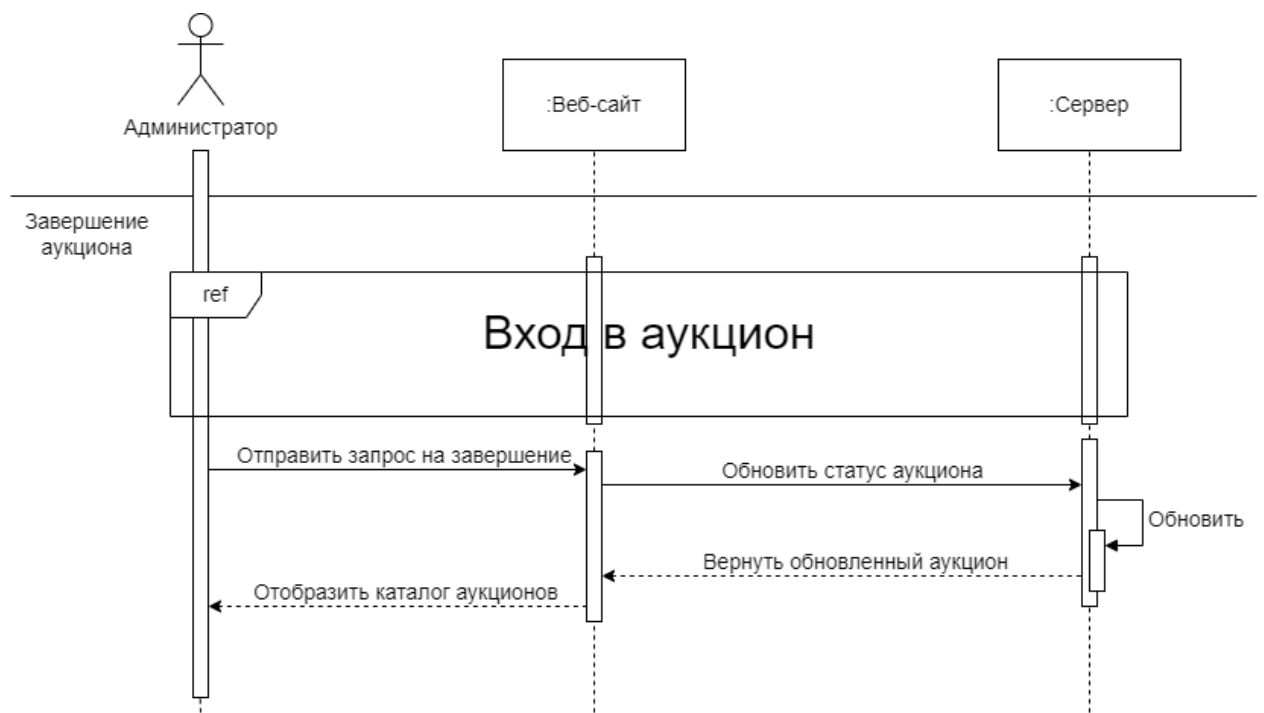 Администратор
:Веб-сайт
:Сервер
Завершение
аукциона
ref
Вход в аукцион
Отправить запрос на завершение
Обновить статус аукциона
Обновить
Вернуть обновленный аукцион
Отобразить каталог аукционов